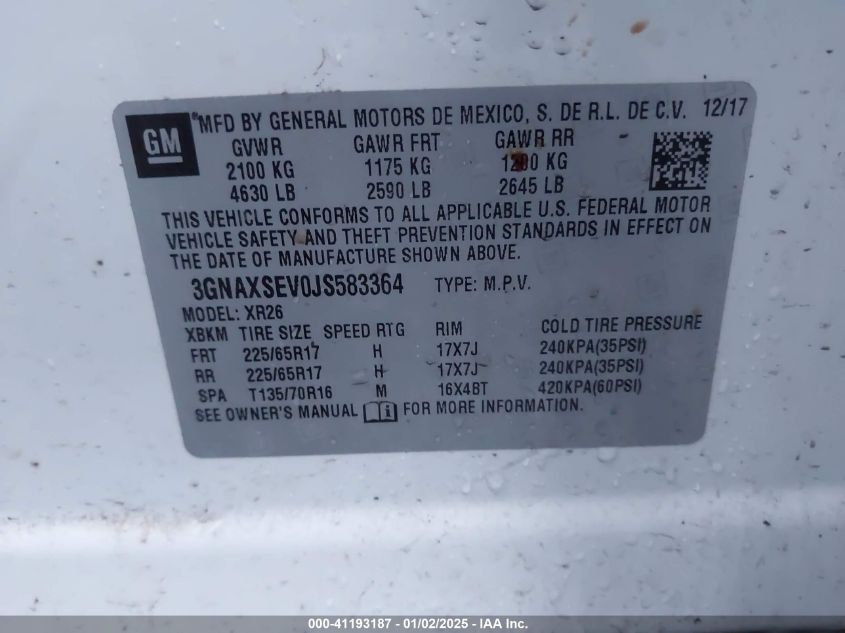 GM
®MFD BY GENERAL MOTORS DE MEXICO, S. DE R.L. DE C.V. 12/17
GVWR GAWR FRT GAWR RR
2100 KG 1175 KG 1200 KG
4630 LB 2590 LB 2645 LB
THIS VEHICLE CONFORMS TO ALL APPLICABLE U.S. FEDERAL MOTOR
VEHICLE SAFETY AND THEFT PREVENTION STANDARDS IN EFFECT ON
THE DATE OF MANUFACTURE SHOWN ABOVE.
3GNAXSEV0JS583364 TYPE: M.P.V.
MODEL: XR26
XBKM TIRE SIZE SPEED RTG RIM COLD TIRE PRESSURE
FRT 225/65R17 H 17X7J 240KPA(35PSI)
RR 225/65R17 H 17X7J 240KPA(35PSI)
SPA T135/70R16 M 16X4BT 420KPA(60PSI)
SEE OWNER'S MANUAL FOR MORE INFORMATION.
000-41193187 - 01/02/2025 - IAA Inc.